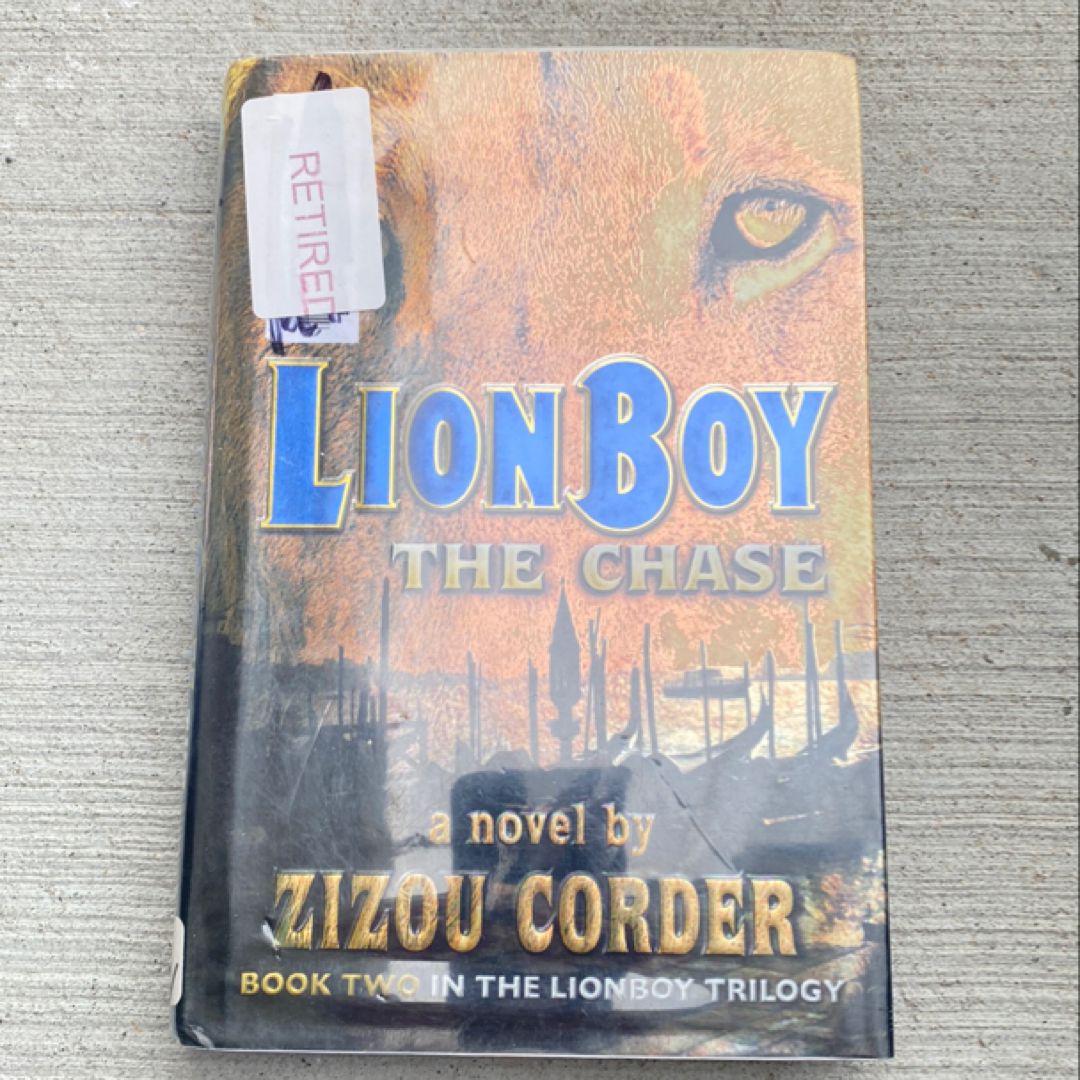 RETIRED
LIONBOY
THE CHASE
a novel by
ZIZOU CORDER
BOOK TWO IN THE LIONBOY TRILOGY